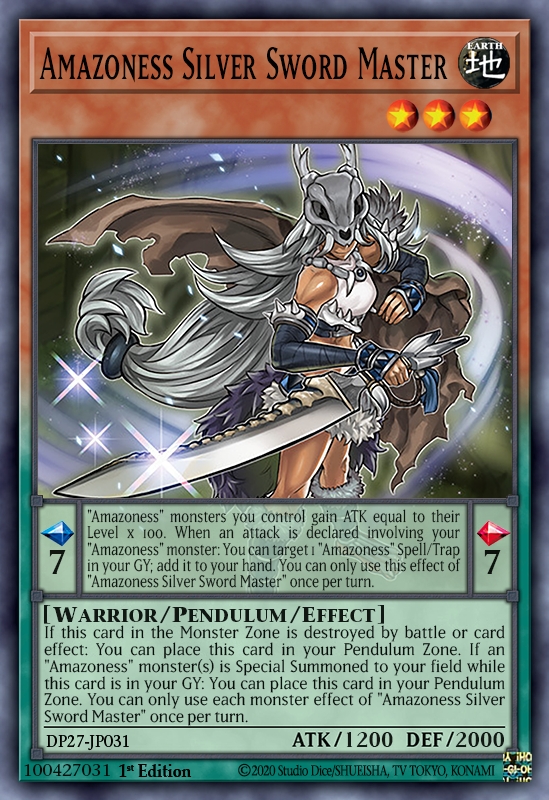 AMAZONESS SILVER SWORD MASTER
EARTH
地
"Amazoness" monsters you control gain ATK equal to their
Level x 100. When an attack is declared involving your
"Amazoness" monster: You can target 1 "Amazoness" Spell/Trap
in your GY; add it to your hand. You can only use this effect of
"Amazoness Silver Sword Master" once per turn.
7
7
[WARRIOR/PENDULUM/EFFECT]
If this card in the Monster Zone is destroyed by battle or card
effect: You can place this card in your Pendulum Zone. If an
"Amazoness" monster(s) is Special Summoned to your field while
this card is in your GY: You can place this card in your Pendulum
Zone. You can only use each monster effect of "Amazoness Silver
Sword Master" once per turn.
DP27-JP031
ATK/1200 DEF/2000
100427031 1st Edition
©2020 Studio Dice/SHUEISHA, TV TOKYO, KONAMI